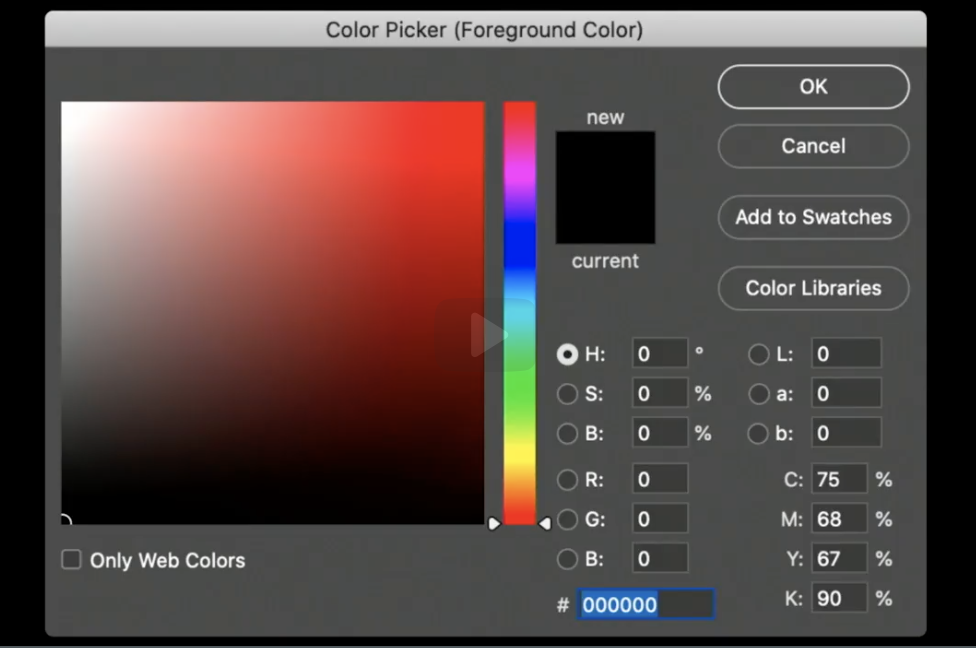 Color Picker (Foreground Color)
OK
new
Cancel
Add to Swatches
current
Color Libraries
H: 0 ° L: 0
S: 0 % a: 0
B: 0 % b: 0
R: 0 C: 75 %
G: 0 M: 68 %
B: 0 Y: 67 %
Only Web Colors
# 000000 K: 90 %